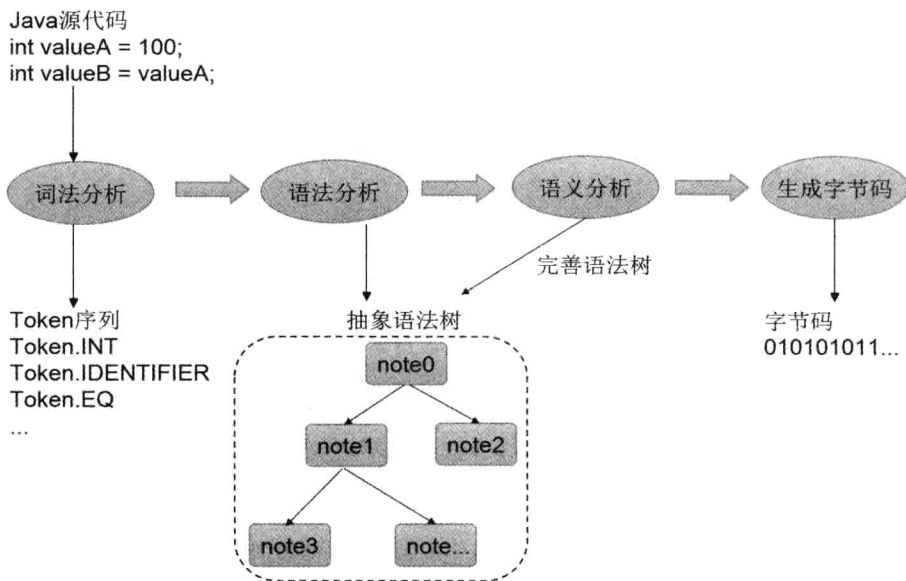 Java源代码
int valueA = 100;
int valueB = valueA;
词法分析
语法分析
语义分析
生成字节码
完善语法树
Token序列
Token.INT
Token.IDENTIFIER
Token.EQ
...
抽象语法树
note0
note1
note2
note3
note...
字节码
010101011...